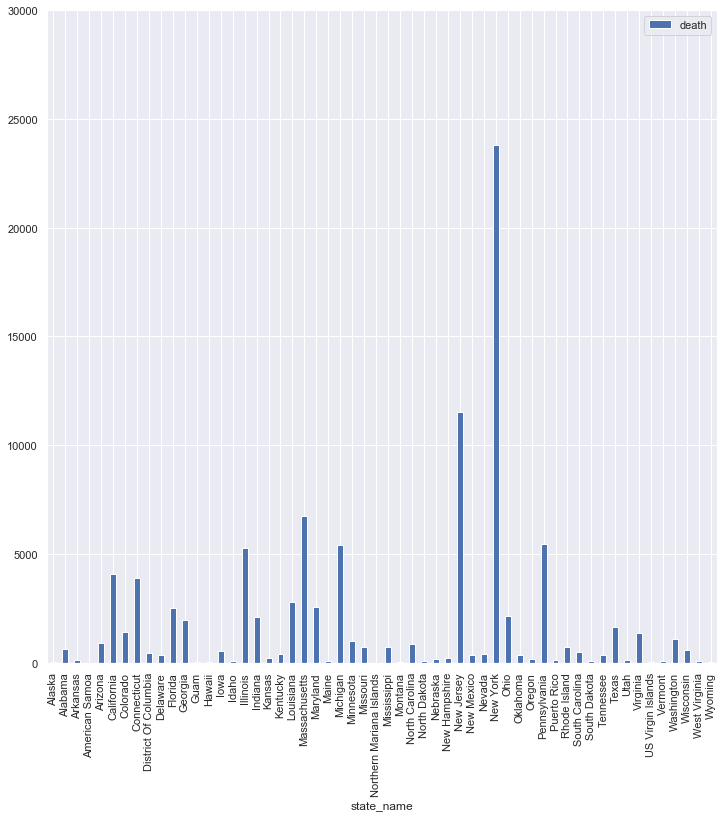 death
30000
25000
20000
15000
10000
5000
0
Alaska
Alabama
Arkansas
American Samoa
Arizona
California
Colorado
Connecticut
District Of Columbia
Delaware
Florida
Georgia
Guam
Hawaii
Iowa
Idaho
Illinois
Indiana
Kansas
Kentucky
Louisiana
Massachusetts
Maryland
Maine
Michigan
Minnesota
Missouri
Northern Mariana Islands
Mississippi
Montana
North Carolina
North Dakota
Nebraska
New Hampshire
New Jersey
New Mexico
Nevada
New York
Ohio
Oklahoma
Oregon
Pennsylvania
Puerto Rico
Rhode Island
South Carolina
South Dakota
Tennesee
Texas
Utah
Virginia
US Virgin Islands
Vermont
Washington
Wisconsin
West Virginia
Wyoming
state_name